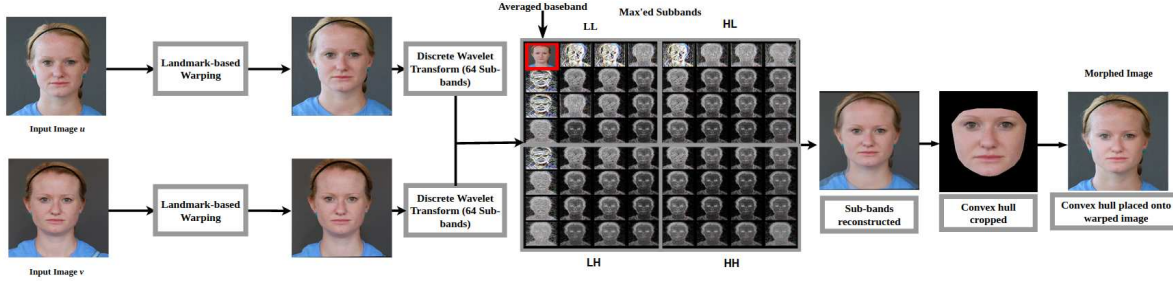 Averaged baseband
Max'ed Subbands
LL
HL
Landmark-based
Warping
Discrete Wavelet
Transform (64 Sub-
bands)
Input Image u
Morphed Image
Landmark-based
Warping
Discrete Wavelet
Transform (64 Sub-
bands)
Input Image v
Sub-bands
reconstructed
Convex hull
cropped
Convex hull placed onto
warped image
LH
HH